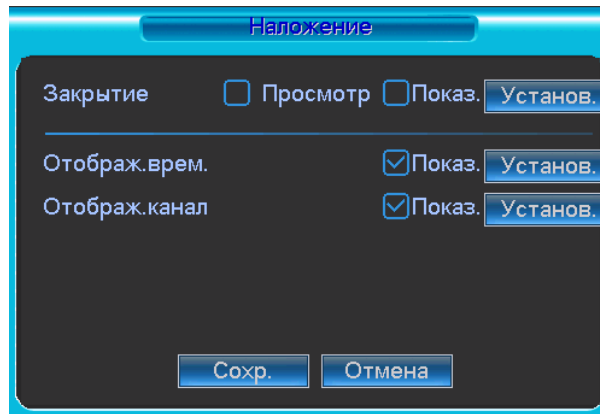 Наложение
Закрытие Просмотр Показ. Установ.
Отображ.врем. Показ. Установ.
Отображ.канал Показ. Установ.
Сохр. Отмена